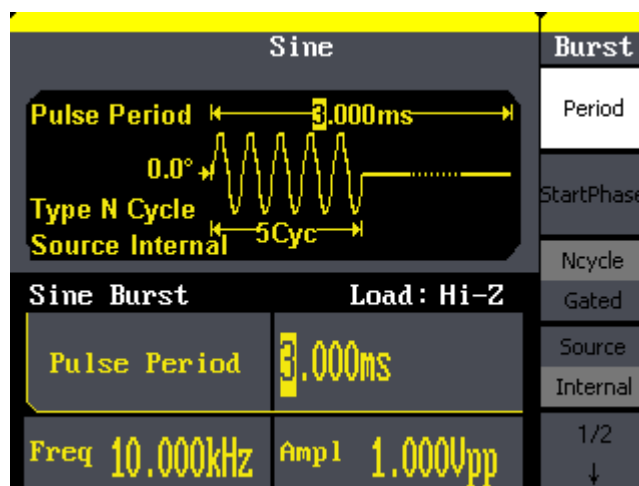 Sine
Pulse Period 3.000ms
0.0°
Type N Cycle
Source Internal 5Cyc
Sine Burst Load: Hi-Z
Pulse Period 3.000ms
Freq 10.000kHz Ampl 1.000Vpp
Burst
Period
StartPhase
Ncycle
Gated
Source
Internal
1/2
↓